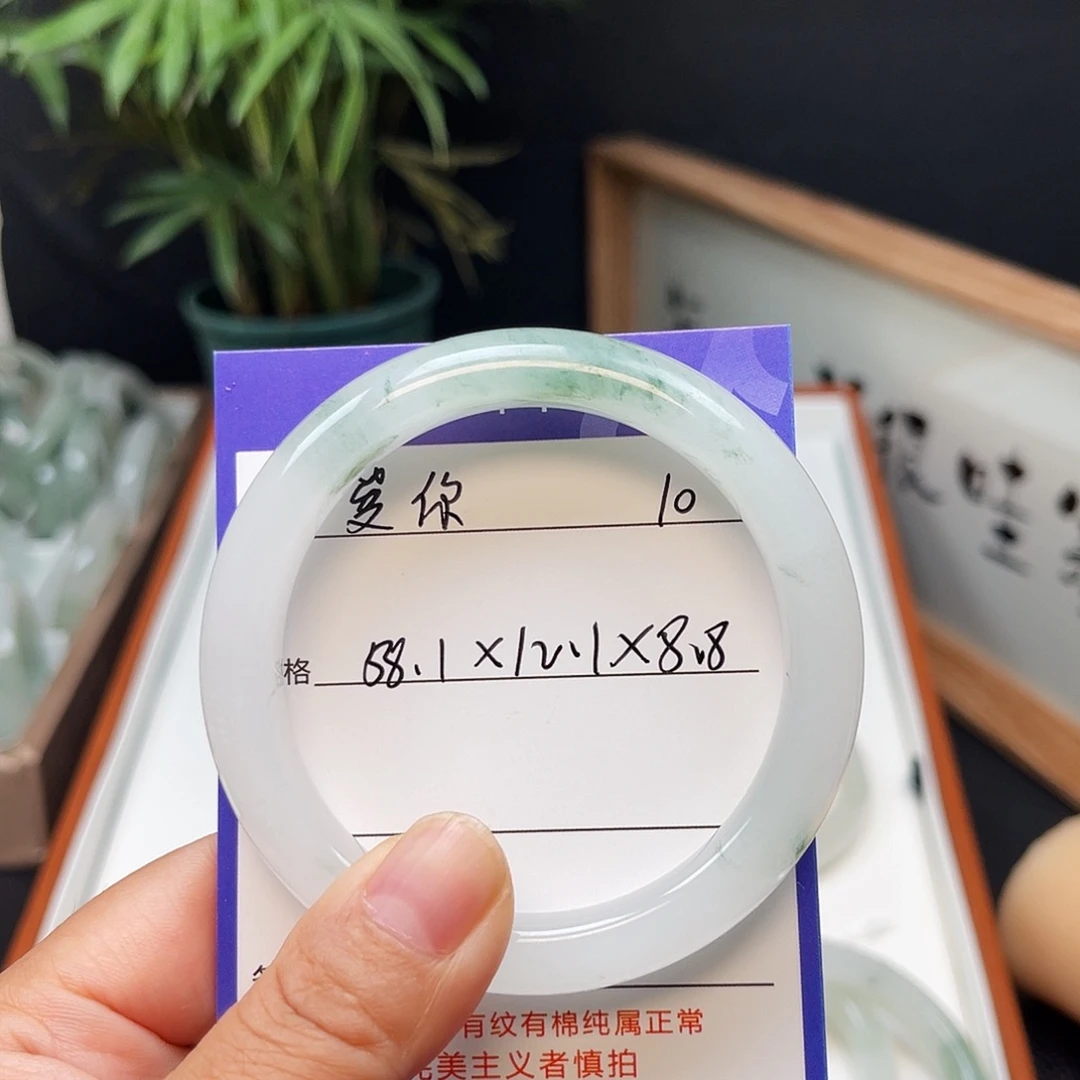 爱你 10
格 58.1×12.1×8.8
有纹有棉纯属正常
完美主义者慎拍